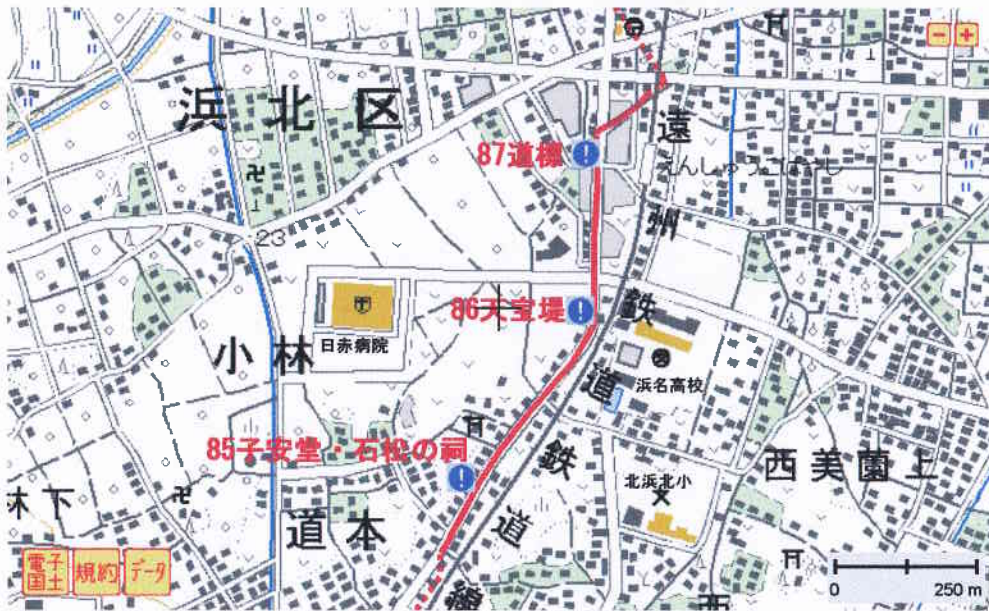 浜北区
87道標
えんしゅうこばやし
遠州鉄道鉄道線
23
86天宝堤
日赤病院
小林
浜名高校
85子安堂・石松の祠
北浜北小
西美薗上
林下
道本
電子国土
規約
データ
0 250 m
西